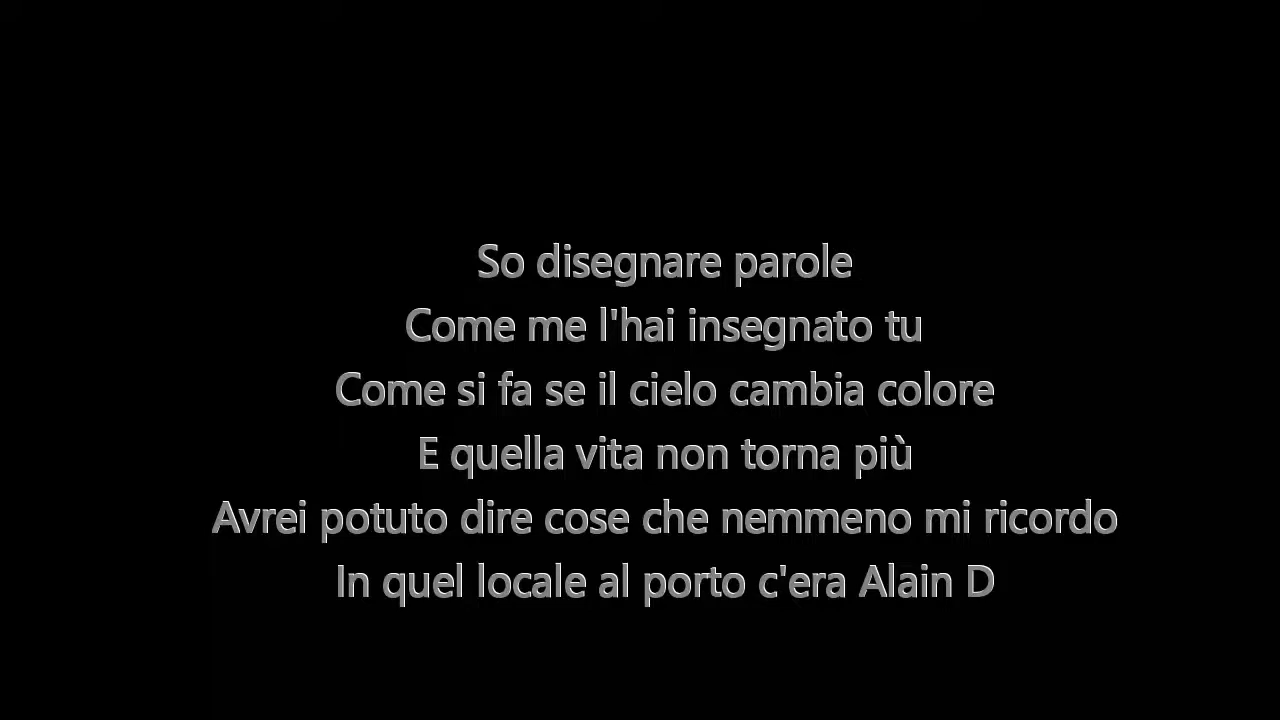 So disegnare parole
Come me l'hai insegnato tu
Come si fa se il cielo cambia colore
E quella vita non torna più
Avrei potuto dire cose che nemmeno mi ricordo
In quel locale al porto c'era Alain D